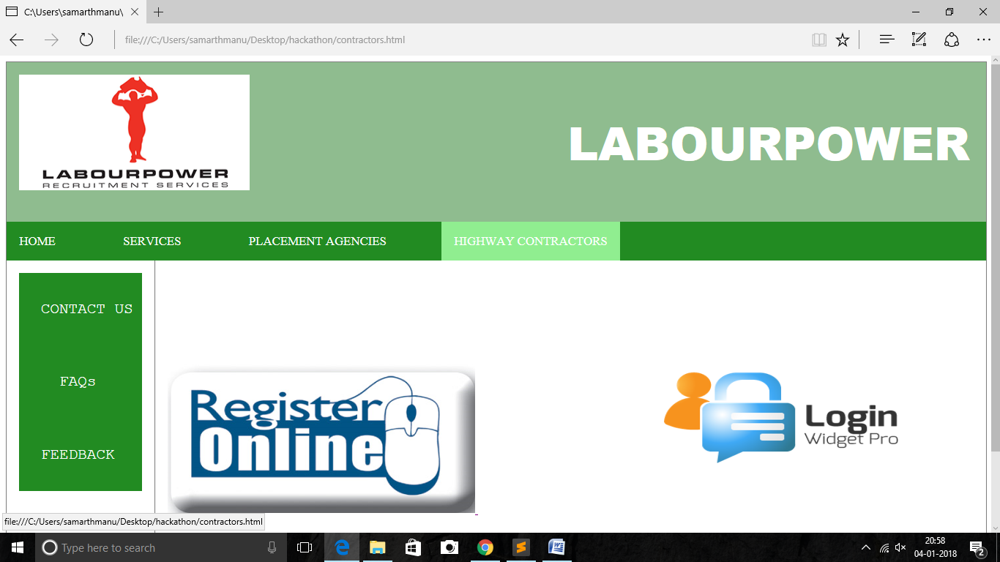 C:\Users\samarthmanu\
file:///C:/Users/samarthmanu/Desktop/hackathon/contractors.html
LABOURPOWER
RECRUITMENT SERVICES
LABOURPOWER
HOME SERVICES PLACEMENT AGENCIES HIGHWAY CONTRACTORS
CONTACT US
FAQs
FEEDBACK
Register
Online
Login
Widget Pro
file:///C:/Users/samarthmanu/Desktop/hackathon/contractors.html
Type here to search
20:58
04-01-2018
2